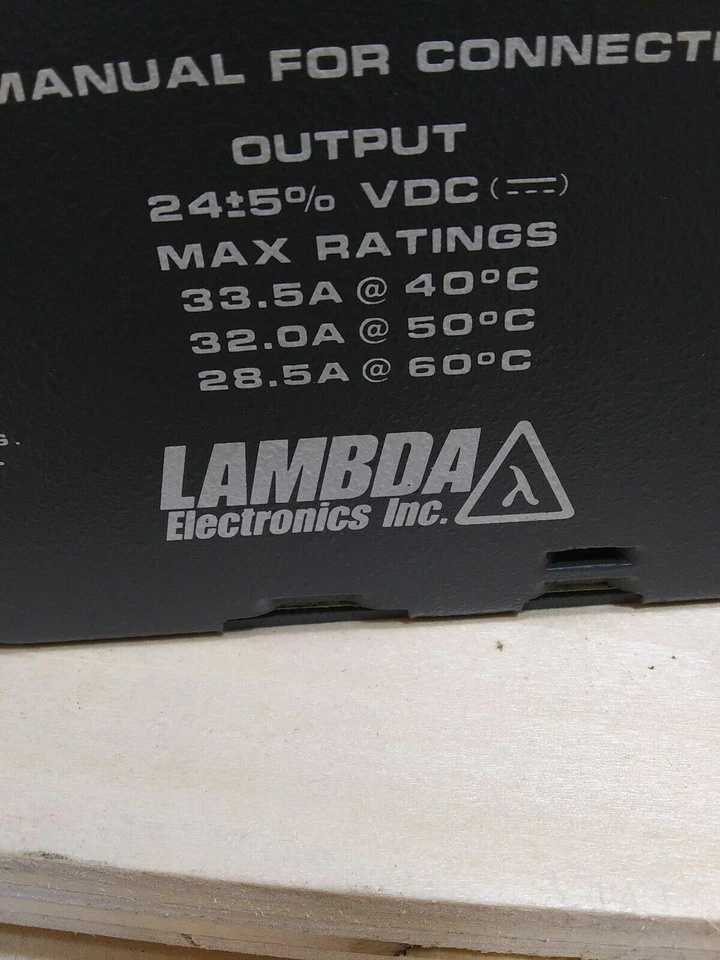 MANUAL FOR CONNECTI
OUTPUT
24±5% VDC (⎓)
MAX RATINGS
33.5A @ 40°C
32.0A @ 50°C
28.5A @ 60°C
LAMBDA
Electronics Inc. λ